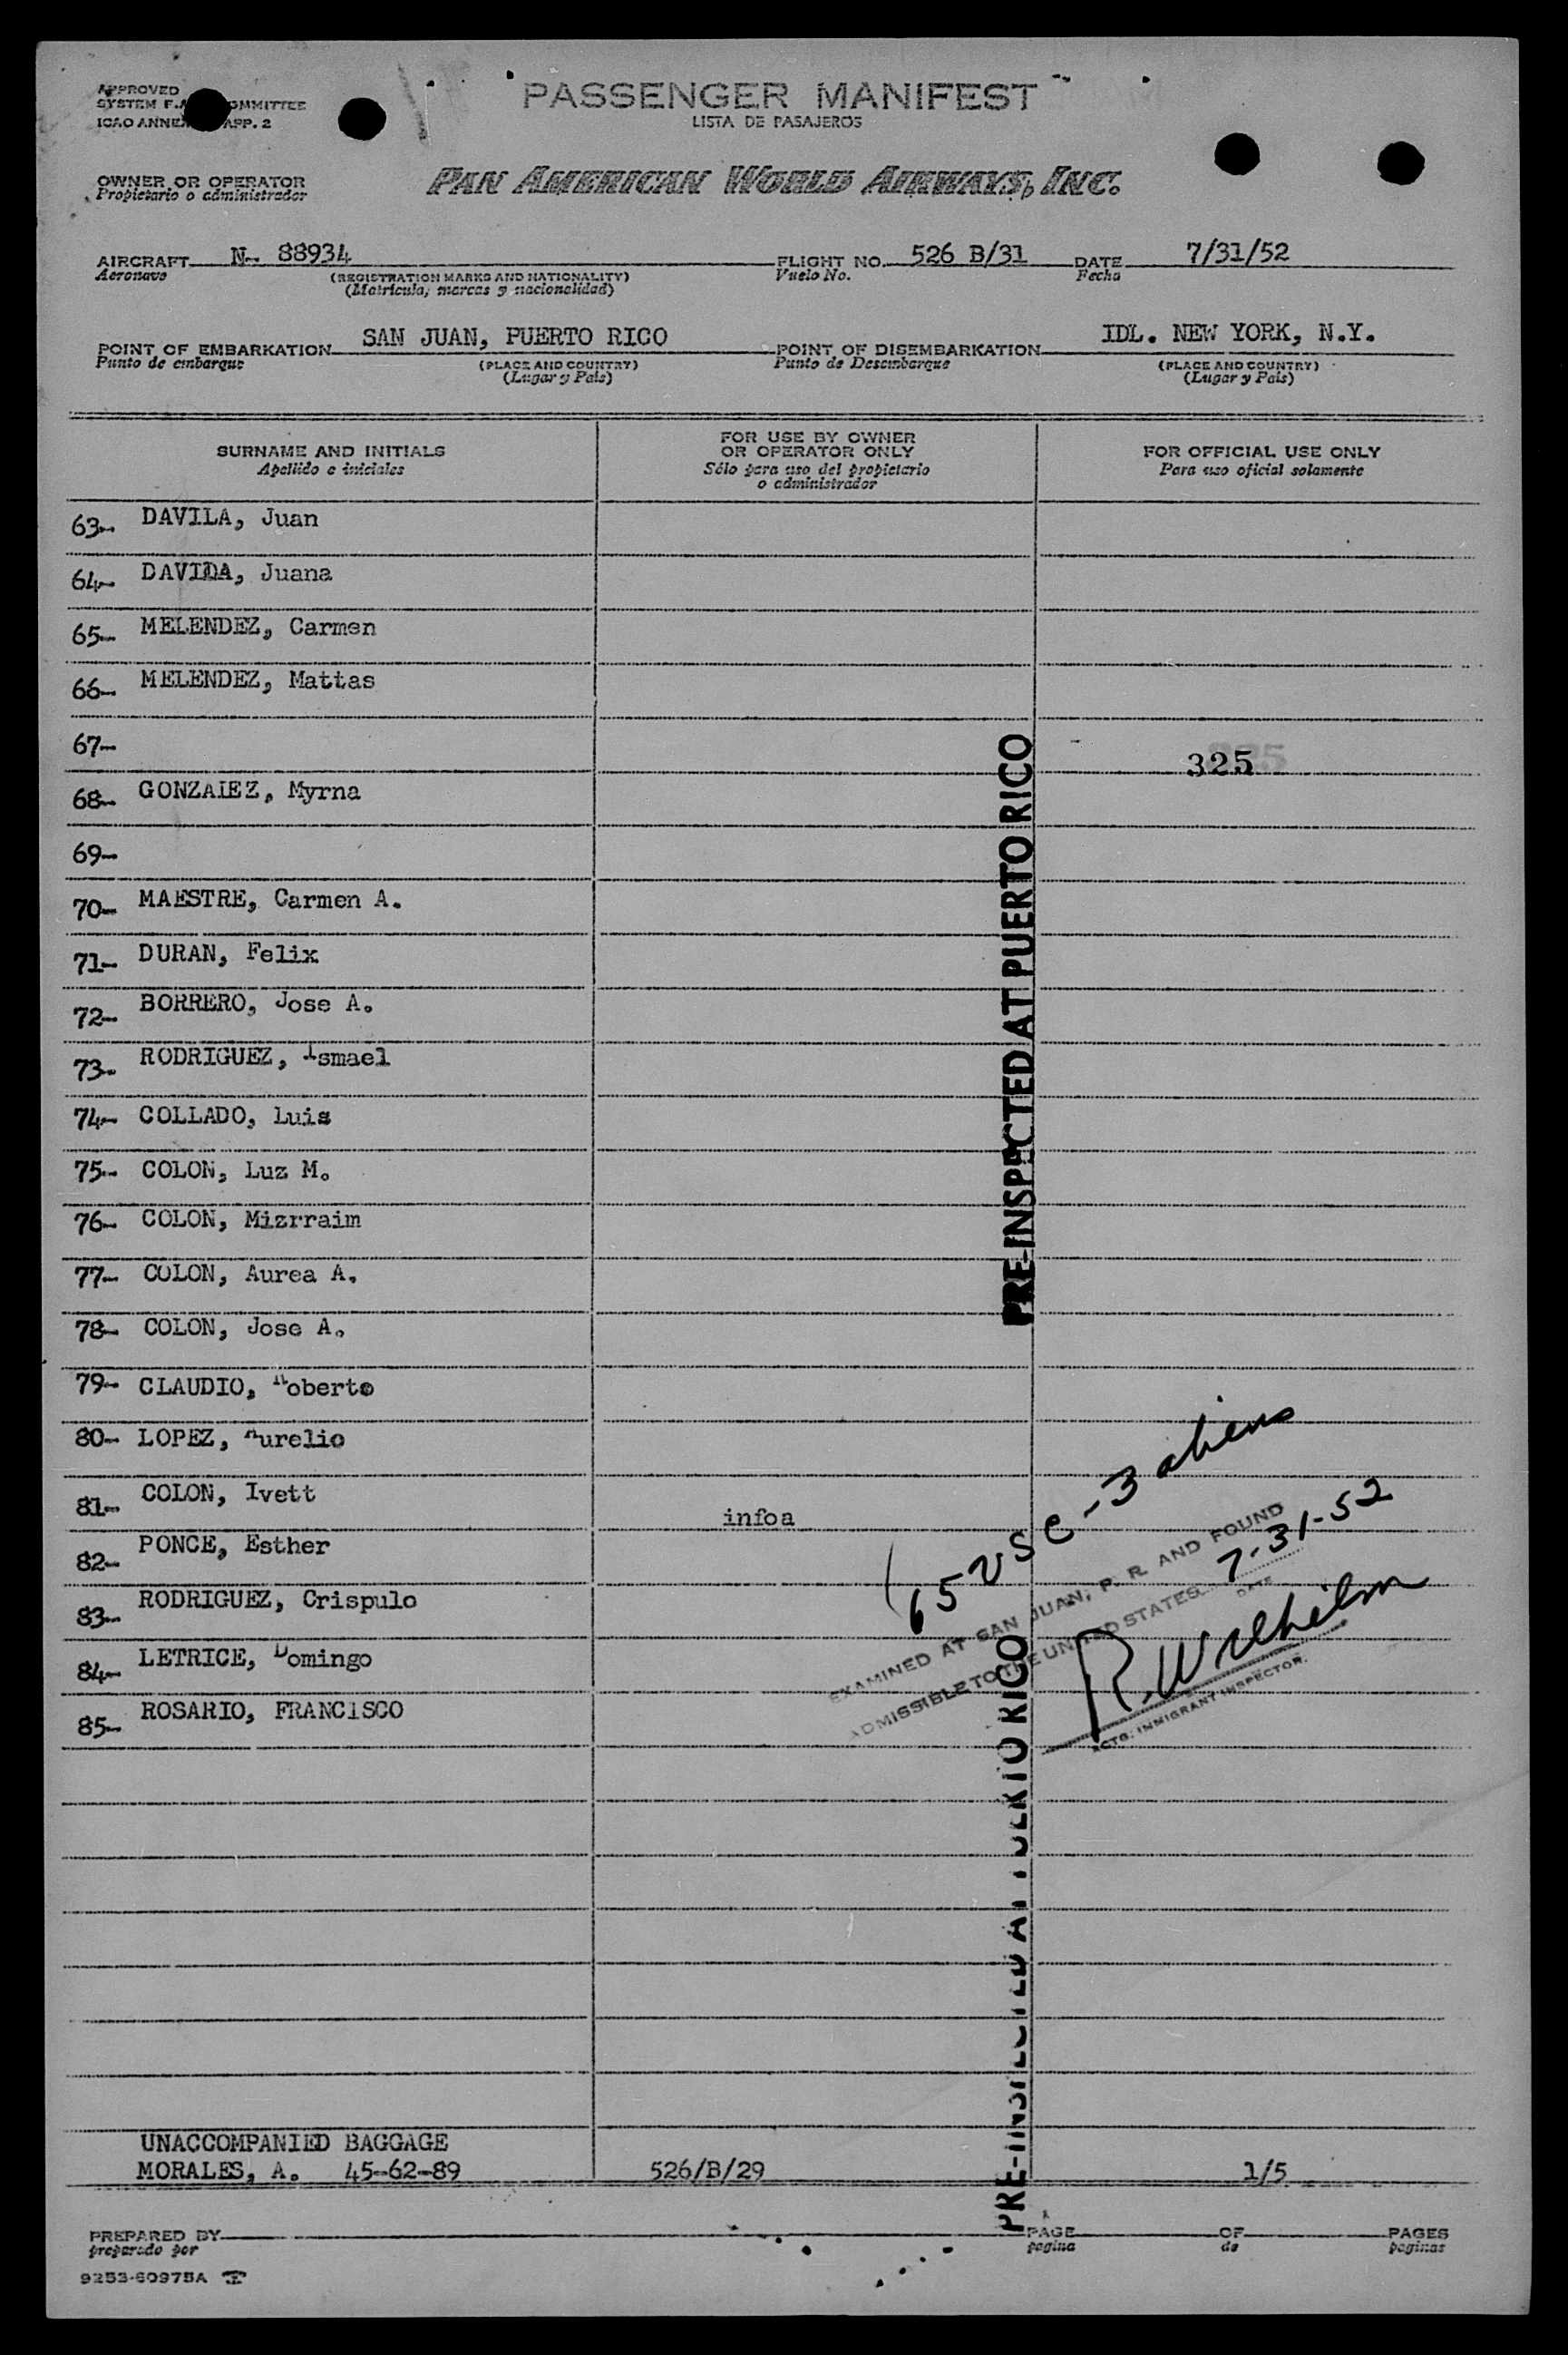 APPROVED
SYSTEM F.A. COMMITTEE
ICAO ANNEX APP. 2
PASSENGER MANIFEST
LISTA DE PASAJEROS
OWNER OR OPERATOR
Propietario o administrador
PAN AMERICAN WORLD AIRWAYS, INC.
AIRCRAFT N- 88934 FLIGHT NO. 526 B/31 DATE 7/31/52
Aeronave (REGISTRATION MARKS AND NATIONALITY) Vuelo No. Fecha
(Matricula, marcas y nacionalidad)
POINT OF EMBARKATION SAN JUAN, PUERTO RICO POINT OF DISEMBARKATION IDL. NEW YORK, N.Y.
Punto de embarque (PLACE AND COUNTRY) Punto de Desembarque (PLACE AND COUNTRY)
(Lugar y País) (Lugar y País)
SURNAME AND INITIALS
Apellido e iniciales
FOR USE BY OWNER
OR OPERATOR ONLY
Sólo para uso del propietario
o administrador
FOR OFFICIAL USE ONLY
Para uso oficial solamente
63- DAVILA, Juan
64- DAVIDA, Juana
65- MELENDEZ, Carmen
66- MELENDEZ, Mattas
67-
325
68- GONZALEZ, Myrna
69-
70- MAESTRE, Carmen A.
71- DURAN, Felix
72- BORRERO, Jose A.
73- RODRIGUEZ, Ismael
74- COLLADO, Luis
75- COLON, Luz M.
76- COLON, Mizrraim
77- COLON, Aurea A.
78- COLON, Jose A.
79- CLAUDIO, Roberto
80- LOPEZ, Aurelio
81- COLON, Ivett
infoa
82- PONCE, Esther
83- RODRIGUEZ, Crispulo
84- LETRICE, Domingo
85- ROSARIO, FRANCISCO
PRE-INSPECTED AT PUERTO RICO
65 USC - 3 aliens
EXAMINED AT SAN JUAN, P. R. AND FOUND
ADMISSIBLE TO THE UNITED STATES. 7-31-52
DATE
R. Wilhelm
ACTG. IMMIGRANT INSPECTOR.
PRE-INSPECTED AT PUERTO RICO
UNACCOMPANIED BAGGAGE
MORALES, A. 45-62-89 526/B/29 1/5
PREPARED BY PAGE OF PAGES
preparado por pagina de paginas
9253-60975A